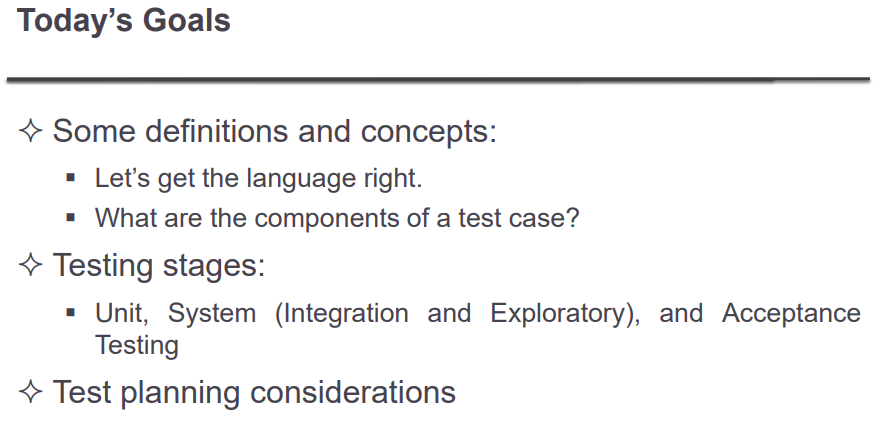 Today’s Goals
✧ Some definitions and concepts:
▪ Let’s get the language right.
▪ What are the components of a test case?
✧ Testing stages:
▪ Unit, System (Integration and Exploratory), and Acceptance
Testing
✧ Test planning considerations